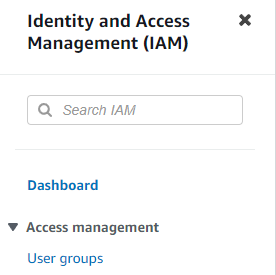 Identity and Access
Management (IAM)
Search IAM
Dashboard
Access management
User groups